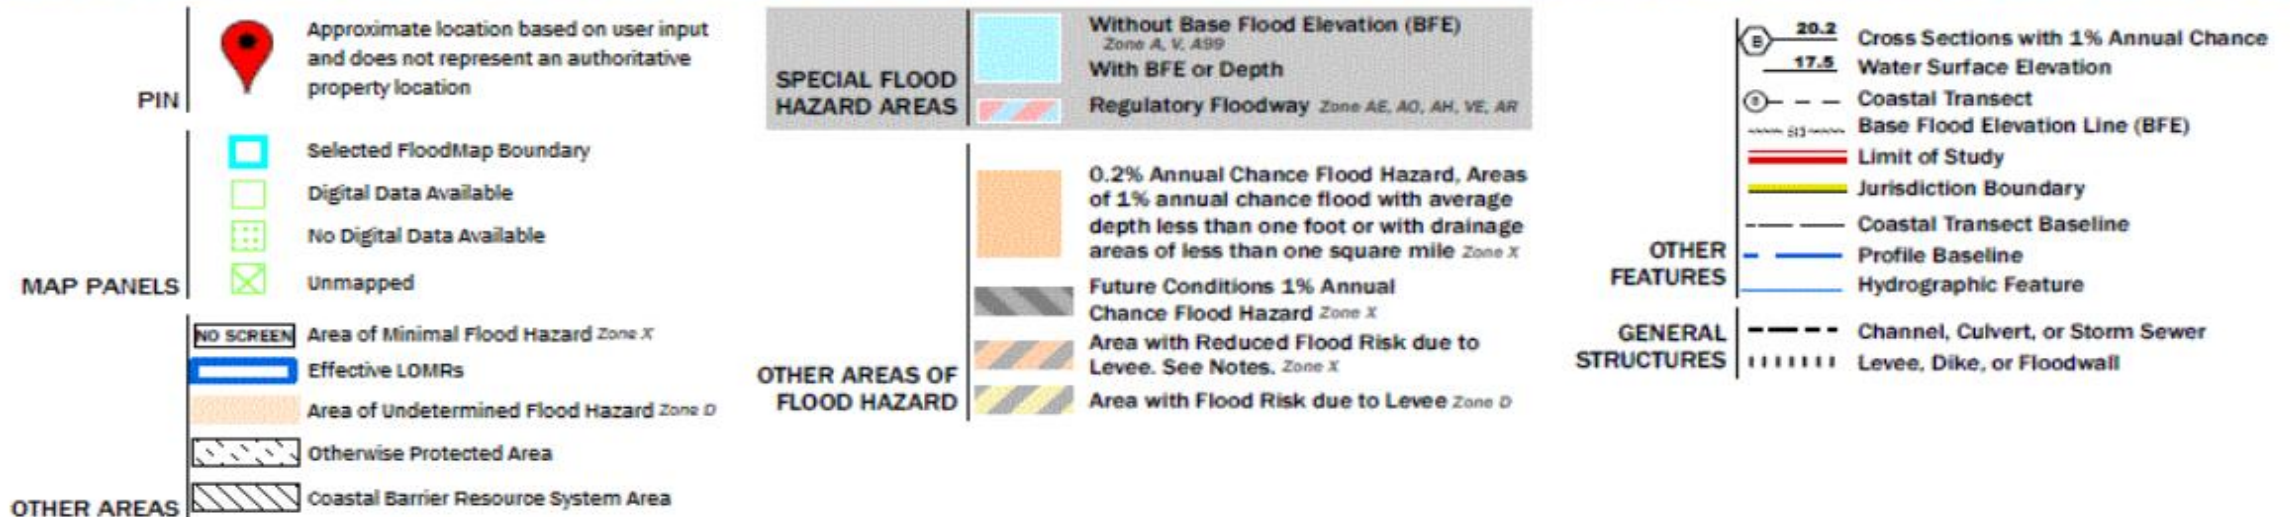 PIN
Approximate location based on user input
and does not represent an authoritative
property location
MAP PANELS
Selected FloodMap Boundary
Digital Data Available
No Digital Data Available
Unmapped
OTHER AREAS
NO SCREEN Area of Minimal Flood Hazard Zone X
Effective LOMRs
Area of Undetermined Flood Hazard Zone D
Otherwise Protected Area
Coastal Barrier Resource System Area
SPECIAL FLOOD
HAZARD AREAS
Without Base Flood Elevation (BFE)
Zone A, V, A99
With BFE or Depth
Regulatory Floodway Zone AE, AO, AH, VE, AR
OTHER AREAS OF
FLOOD HAZARD
0.2% Annual Chance Flood Hazard, Areas
of 1% annual chance flood with average
depth less than one foot or with drainage
areas of less than one square mile Zone X
Future Conditions 1% Annual
Chance Flood Hazard Zone X
Area with Reduced Flood Risk due to
Levee. See Notes. Zone X
Area with Flood Risk due to Levee Zone D
OTHER
FEATURES
B 20.2 Cross Sections with 1% Annual Chance
17.5 Water Surface Elevation
Coastal Transect
Base Flood Elevation Line (BFE)
Limit of Study
Jurisdiction Boundary
Coastal Transect Baseline
Profile Baseline
Hydrographic Feature
GENERAL
STRUCTURES
Channel, Culvert, or Storm Sewer
Levee, Dike, or Floodwall